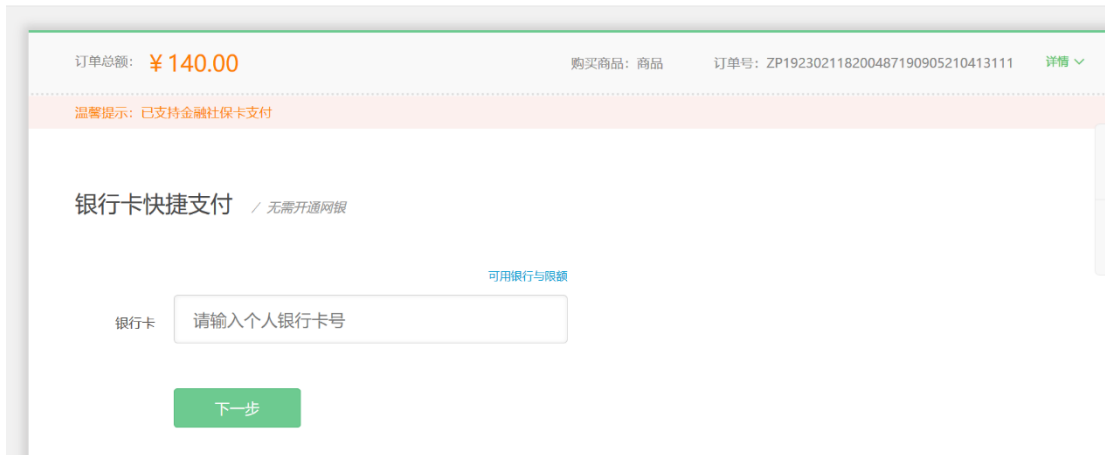 订单总额: ¥140.00 购买商品: 商品 订单号: ZP19230211820048719090521041​3111 详情
温馨提示: 已支持金融社保卡支付
银行卡快捷支付 / 无需开通网银
可用银行与限额
银行卡 请输入个人银行卡号
下一步